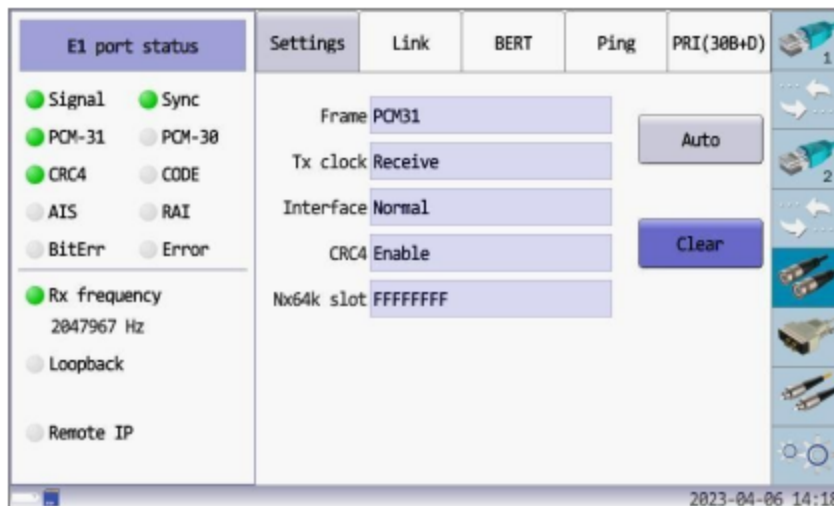 E1 port status
Settings
Link
BERT
Ping
PRI(30B+D)
Signal
Sync
PCM-31
PCM-30
CRC4
CODE
AIS
RAI
BitErr
Error
Rx frequency
2047967 Hz
Loopback
Remote IP
Frame PCM31
Tx clock Receive
Interface Normal
CRC4 Enable
Nx64k slot FFFFFFFF
Auto
Clear
1
2
2023-04-06 14:18